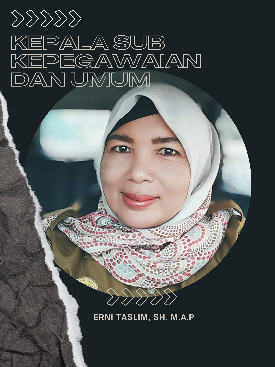 KEPALA SUB
KEPEGAWAIAN
DAN UMUM
ERNI TASLIM, SH. M.A.P